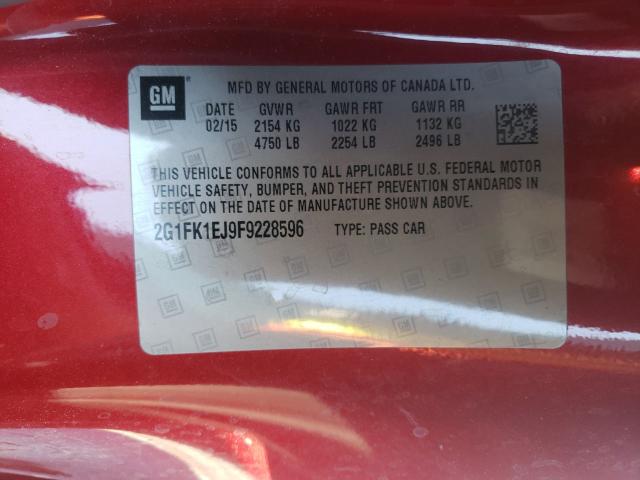 GM
MFD BY GENERAL MOTORS OF CANADA LTD.
DATE GVWR GAWR FRT GAWR RR
02/15 2154 KG 1022 KG 1132 KG
4750 LB 2254 LB 2496 LB
THIS VEHICLE CONFORMS TO ALL APPLICABLE U.S. FEDERAL MOTOR
VEHICLE SAFETY, BUMPER, AND THEFT PREVENTION STANDARDS IN
EFFECT ON THE DATE OF MANUFACTURE SHOWN ABOVE.
2G1FK1EJ9F9228596 TYPE: PASS CAR